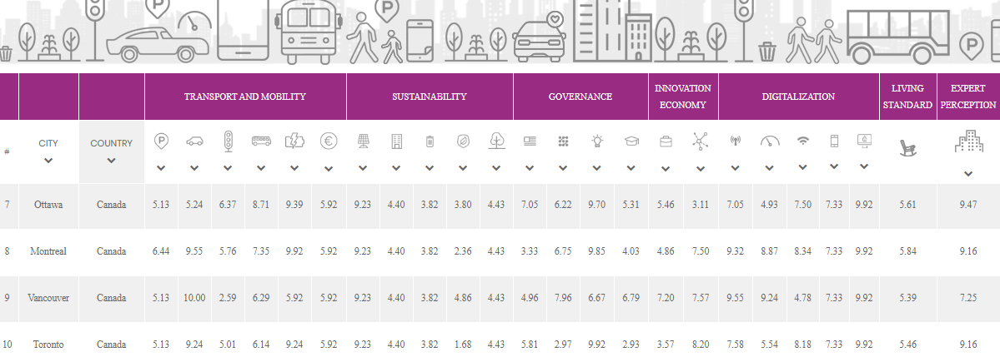 TRANSPORT AND MOBILITY SUSTAINABILITY GOVERNANCE INNOVATION ECONOMY DIGITALIZATION LIVING STANDARD EXPERT PERCEPTION
# CITY COUNTRY
7 Ottawa Canada 5.13 5.24 6.37 8.71 9.39 5.92 9.23 4.40 3.82 3.80 4.43 7.05 6.22 9.70 5.31 5.46 3.11 7.05 4.93 7.50 7.33 9.92 5.61 9.47
8 Montreal Canada 6.44 9.55 5.76 7.35 9.92 5.92 9.23 4.40 3.82 2.36 4.43 3.33 6.75 9.85 4.03 4.86 7.50 9.32 8.87 8.34 7.33 9.92 5.84 9.16
9 Vancouver Canada 5.13 10.00 2.59 6.29 5.92 5.92 9.23 4.40 3.82 4.86 4.43 4.96 7.96 6.67 6.79 7.20 7.57 9.55 9.24 4.78 7.33 9.92 5.39 7.25
10 Toronto Canada 5.13 9.24 5.01 6.14 9.24 5.92 9.23 4.40 3.82 1.68 4.43 5.81 2.97 9.92 2.93 3.57 8.20 7.58 5.54 8.18 7.33 9.92 5.46 9.16